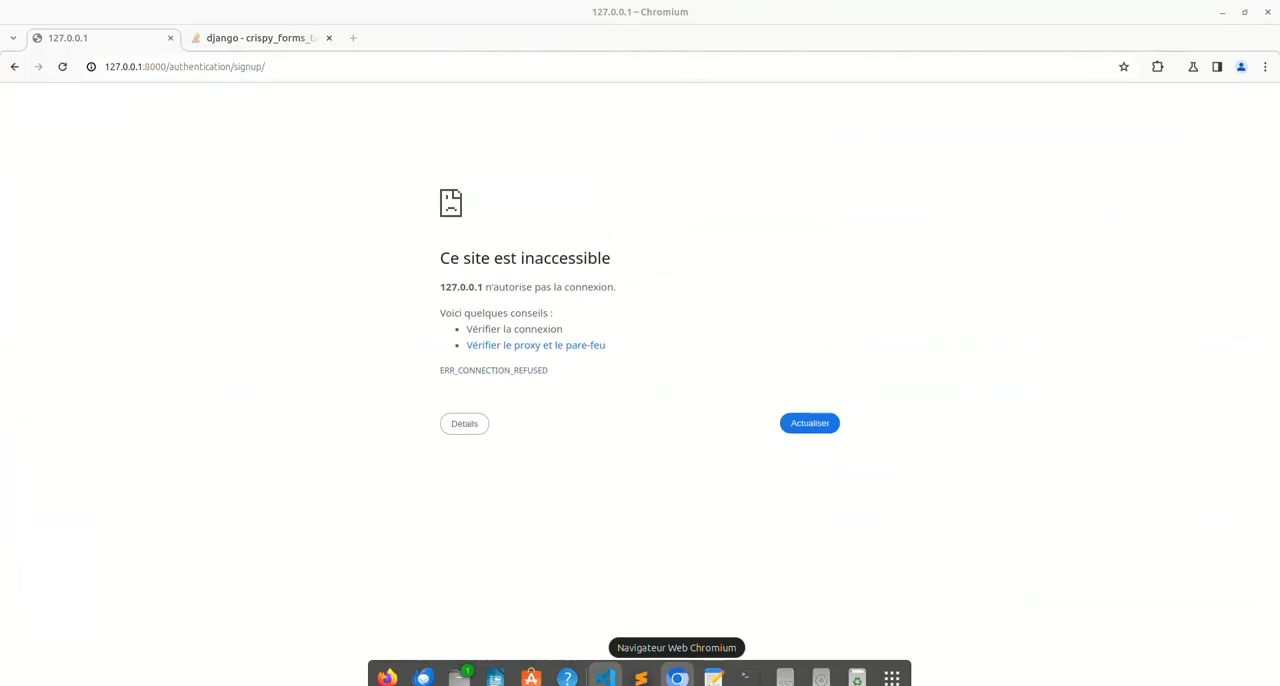 127.0.0.1 – Chromium
127.0.0.1
django - crispy_forms_ta
127.0.0.1:8000/authentication/signup/
Ce site est inaccessible
127.0.0.1 n'autorise pas la connexion.
Voici quelques conseils :
• Vérifier la connexion
• Vérifier le proxy et le pare-feu
ERR_CONNECTION_REFUSED
Détails
Actualiser
Navigateur Web Chromium
1